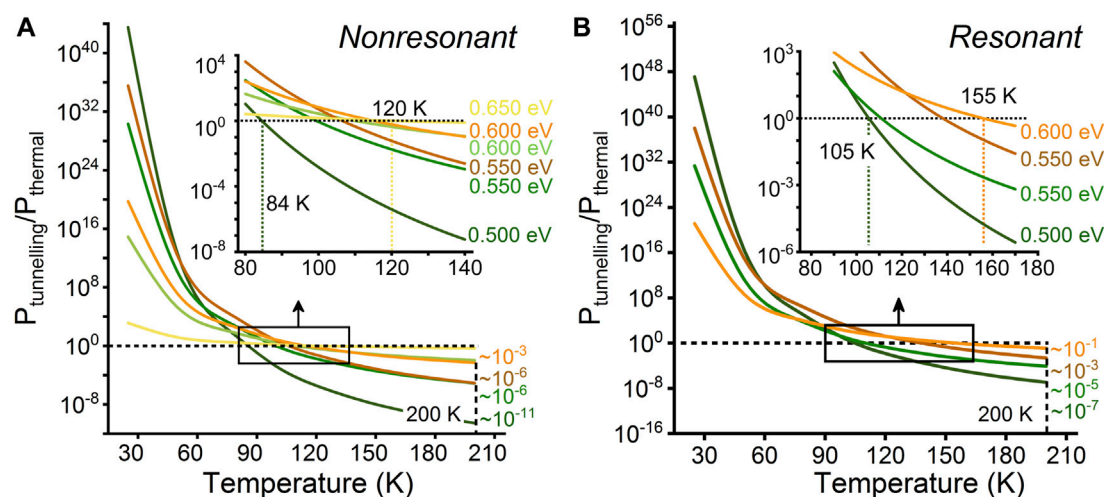 A
Nonresonant
P tunnelling/P thermal
10^40
10^32
10^24
10^16
10^8
10^0
10^-8
30
60
90
120
150
180
210
Temperature (K)
10^4
10^0
10^-4
10^-8
80
100
120
140
120 K
84 K
0.650 eV
0.600 eV
0.600 eV
0.550 eV
0.550 eV
0.500 eV
~10^-3
~10^-6
~10^-6
~10^-11
200 K
B
Resonant
P tunnelling/P thermal
10^56
10^48
10^40
10^32
10^24
10^16
10^8
10^0
10^-8
10^-16
30
60
90
120
150
180
210
Temperature (K)
10^3
10^0
10^-3
10^-6
80
100
120
140
160
180
155 K
105 K
0.600 eV
0.550 eV
0.550 eV
0.500 eV
~10^-1
~10^-3
~10^-5
~10^-7
200 K